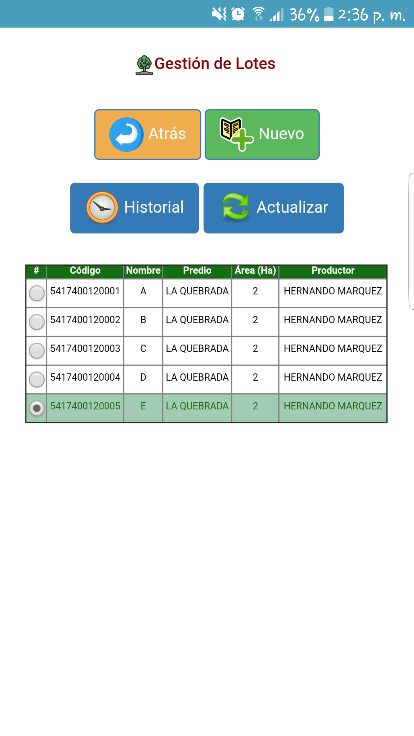 36% 2:36 p. m.
Gestión de Lotes
Atrás Nuevo
Historial Actualizar
# Código Nombre Predio Área (Ha) Productor
5417400120001 A LA QUEBRADA 2 HERNANDO MARQUEZ
5417400120002 B LA QUEBRADA 2 HERNANDO MARQUEZ
5417400120003 C LA QUEBRADA 2 HERNANDO MARQUEZ
5417400120004 D LA QUEBRADA 2 HERNANDO MARQUEZ
5417400120005 E LA QUEBRADA 2 HERNANDO MARQUEZ